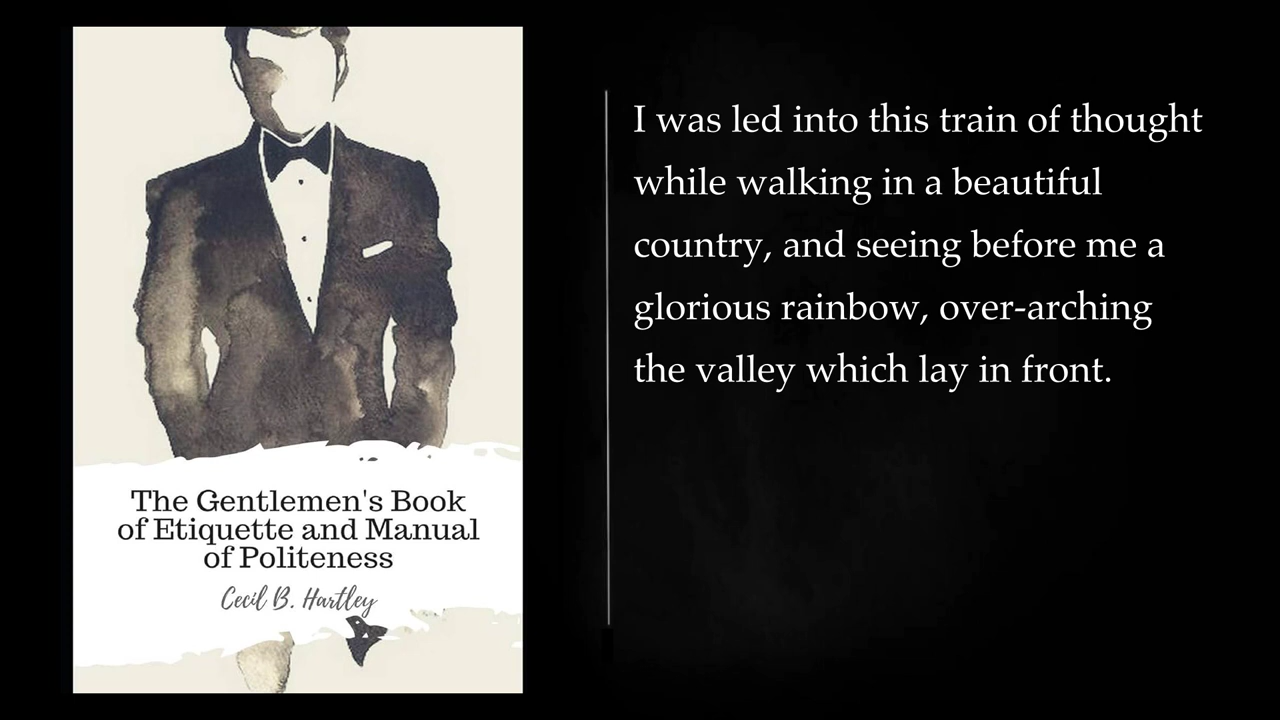 The Gentlemen's Book
of Etiquette and Manual
of Politeness
Cecil B. Hartley
I was led into this train of thought
while walking in a beautiful
country, and seeing before me a
glorious rainbow, over-arching
the valley which lay in front.